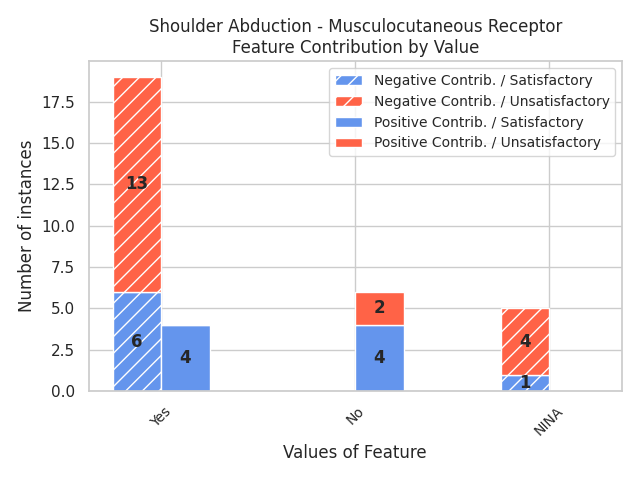 Shoulder Abduction - Musculocutaneous Receptor
Feature Contribution by Value
Negative Contrib. / Satisfactory
Negative Contrib. / Unsatisfactory
Positive Contrib. / Satisfactory
Positive Contrib. / Unsatisfactory
Number of instances
17.5
15.0
12.5
10.0
7.5
5.0
2.5
0.0
13
6
4
2
4
4
1
Yes
No
NINA
Values of Feature